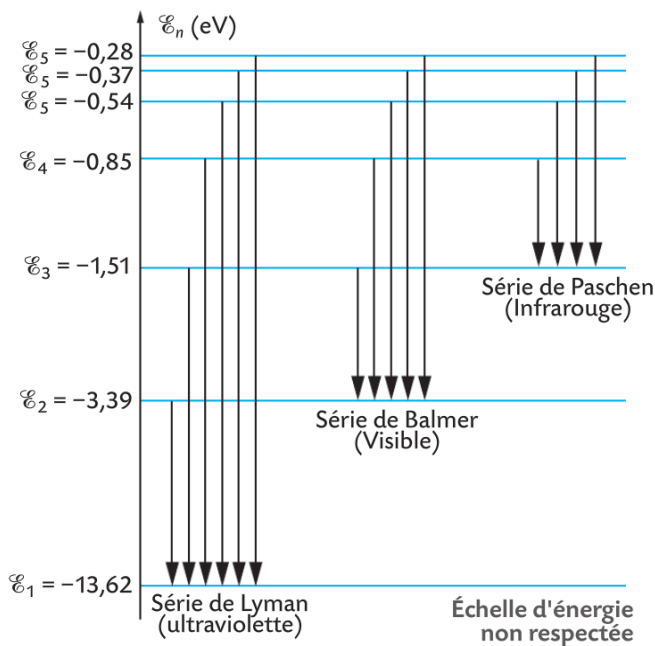 ℰn (eV)
ℰ5 = −0,28
ℰ5 = −0,37
ℰ5 = −0,54
ℰ4 = −0,85
ℰ3 = −1,51
Série de Paschen
(Infrarouge)
ℰ2 = −3,39
Série de Balmer
(Visible)
ℰ1 = −13,62
Série de Lyman
(ultraviolette)
Échelle d'énergie
non respectée